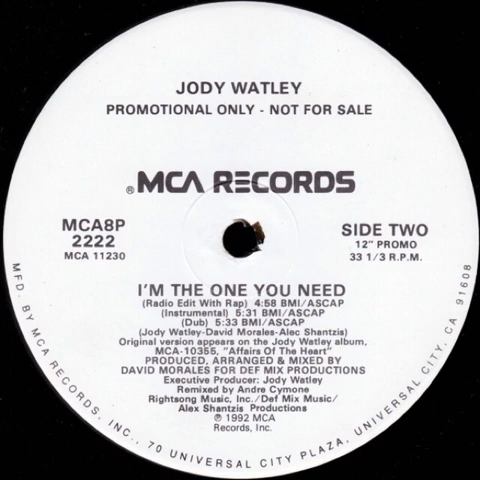 JODY WATLEY
PROMOTIONAL ONLY - NOT FOR SALE
® MCA RECORDS
MCA8P
2222
MCA 11230
SIDE TWO
12" PROMO
33 1/3 R.P.M.
I'M THE ONE YOU NEED
(Radio Edit With Rap) 4:58 BMI/ASCAP
(Instrumental) 5:31 BMI/ASCAP
(Dub) 5:33 BMI/ASCAP
(Jody Watley-David Morales-Alec Shantzis)
Original version appears on the Jody Watley album,
MCA-10355, "Affairs Of The Heart"
PRODUCED, ARRANGED & MIXED BY
DAVID MORALES FOR DEF MIX PRODUCTIONS
Executive Producer: Jody Watley
Remixed by Andre Cymone
Rightsong Music, Inc./Def Mix Music/
Alex Shantzis Productions
℗ 1992 MCA
Records, Inc.
MFD. BY MCA RECORDS, INC., 70 UNIVERSAL CITY PLAZA, UNIVERSAL CITY, CA 91608